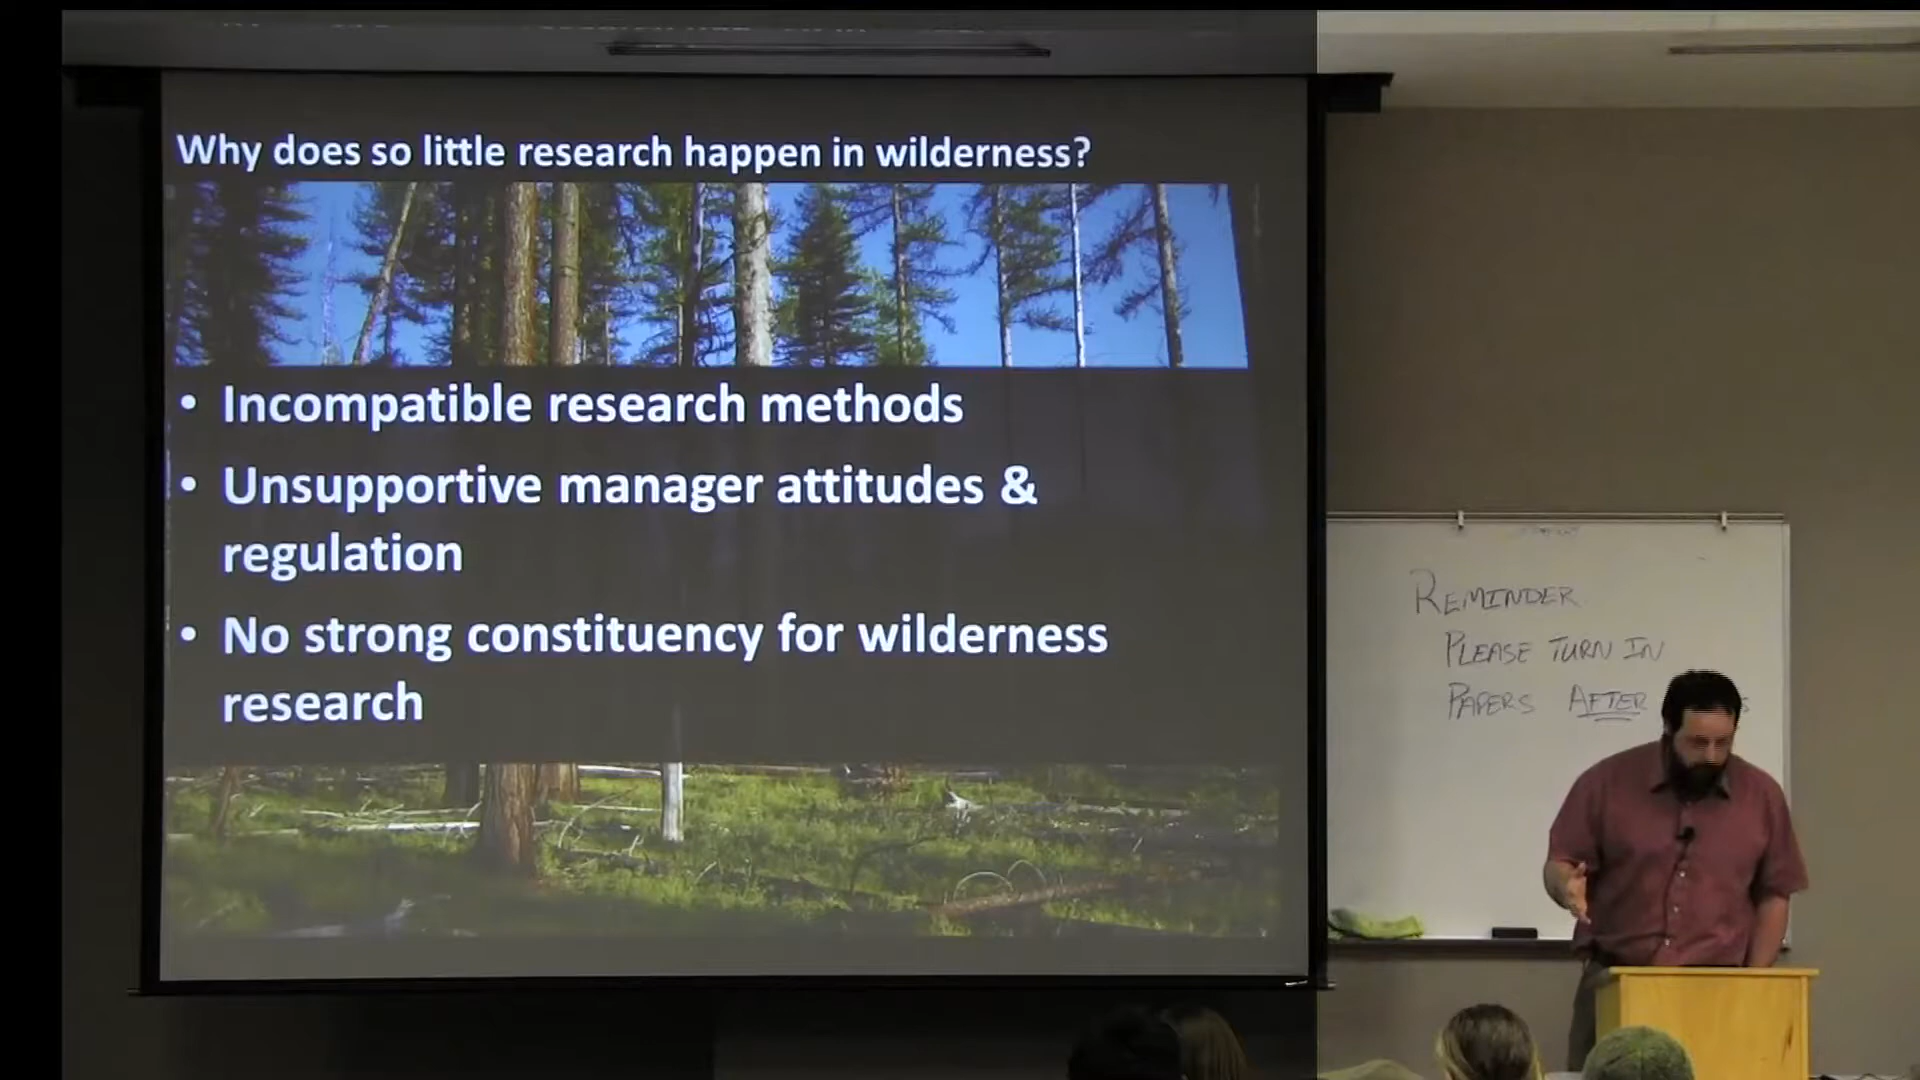 Why does so little research happen in wilderness?
• Incompatible research methods
• Unsupportive manager attitudes &
regulation
• No strong constituency for wilderness
research
REMINDER
PLEASE TURN IN
PAPERS AFTER